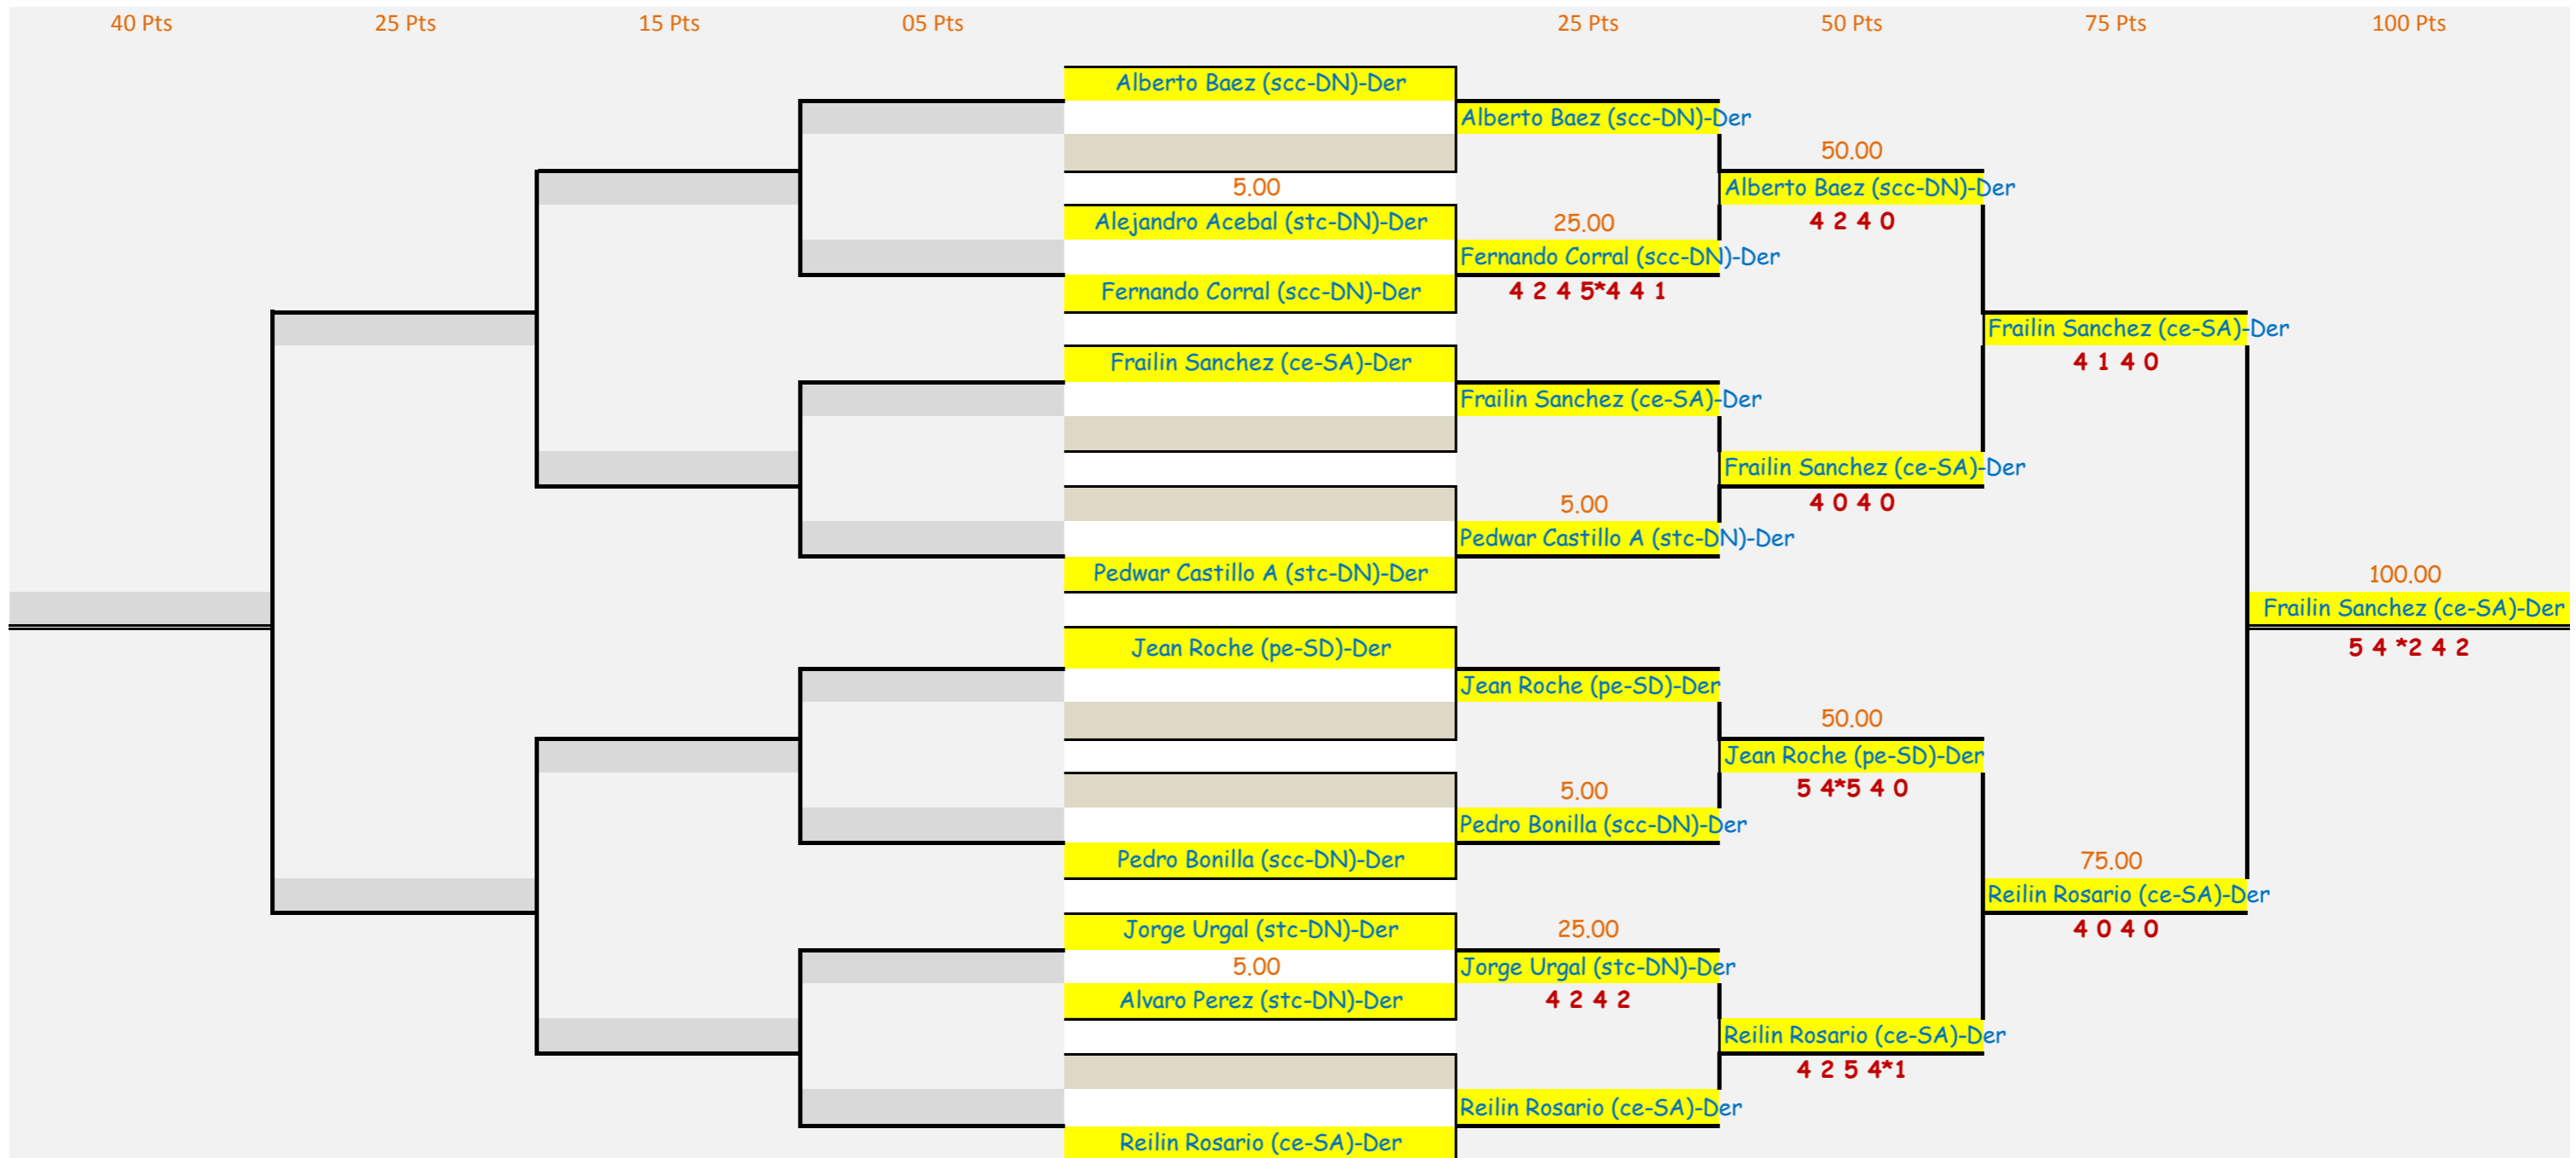 40 Pts 25 Pts 15 Pts 05 Pts 25 Pts 50 Pts 75 Pts 100 Pts
Alberto Baez (scc-DN)-Der
Alberto Baez (scc-DN)-Der
50.00
5.00
Alberto Baez (scc-DN)-Der
Alejandro Acebal (stc-DN)-Der
25.00
4 2 4 0
Fernando Corral (scc-DN)-Der
Fernando Corral (scc-DN)-Der
4 2 4 5*4 4 1
Frailin Sanchez (ce-SA)-Der
Frailin Sanchez (ce-SA)-Der
4 1 4 0
Frailin Sanchez (ce-SA)-Der
Frailin Sanchez (ce-SA)-Der
5.00
4 0 4 0
Pedwar Castillo A (stc-DN)-Der
Pedwar Castillo A (stc-DN)-Der
100.00
Frailin Sanchez (ce-SA)-Der
Jean Roche (pe-SD)-Der
5 4 *2 4 2
Jean Roche (pe-SD)-Der
50.00
Jean Roche (pe-SD)-Der
5.00
5 4*5 4 0
Pedro Bonilla (scc-DN)-Der
Pedro Bonilla (scc-DN)-Der
75.00
Reilin Rosario (ce-SA)-Der
Jorge Urgal (stc-DN)-Der
25.00
4 0 4 0
5.00
Jorge Urgal (stc-DN)-Der
Alvaro Perez (stc-DN)-Der
4 2 4 2
Reilin Rosario (ce-SA)-Der
4 2 5 4*1
Reilin Rosario (ce-SA)-Der
Reilin Rosario (ce-SA)-Der